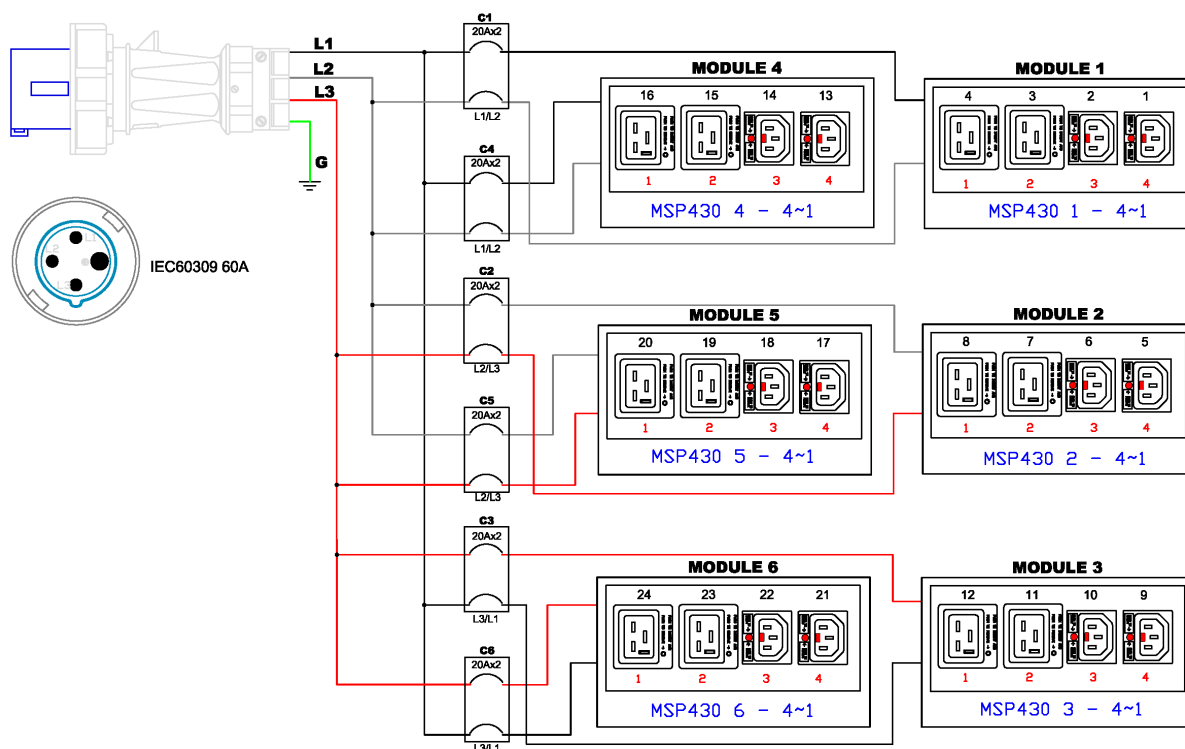 L1
L2
L3
G
L1
L2
L3
IEC60309 60A
C1
20Ax2
L1/L2
C4
20Ax2
L1/L2
C2
20Ax2
L2/L3
C5
20Ax2
L2/L3
C3
20Ax2
L3/L1
C6
20Ax2
L3/L1
MODULE 4
16 15 14 13
1 2 3 4
MSP430 4 - 4~1
MODULE 1
4 3 2 1
1 2 3 4
MSP430 1 - 4~1
MODULE 5
20 19 18 17
1 2 3 4
MSP430 5 - 4~1
MODULE 2
8 7 6 5
1 2 3 4
MSP430 2 - 4~1
MODULE 6
24 23 22 21
1 2 3 4
MSP430 6 - 4~1
MODULE 3
12 11 10 9
1 2 3 4
MSP430 3 - 4~1